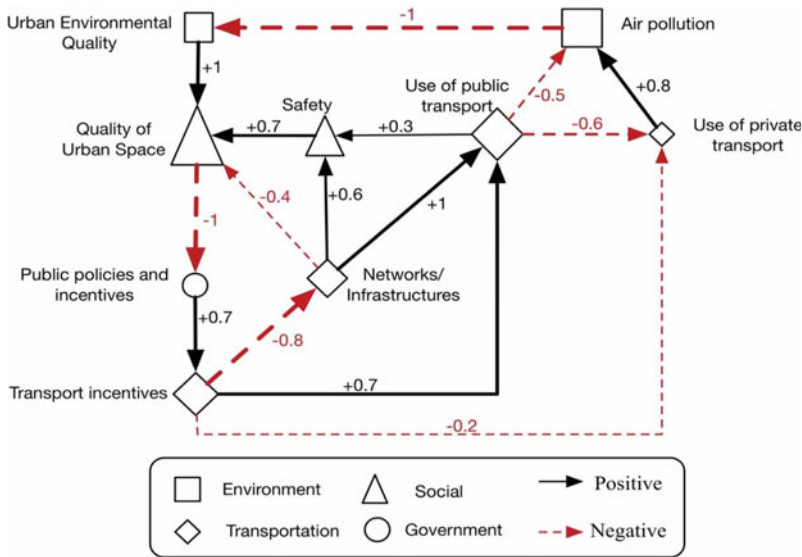 Urban Environmental
Quality
-1
Air pollution
+1
Use of public
transport
-0.5
+0.8
Safety
Quality of
Urban Space
+0.7
+0.3
-0.6
Use of private
transport
-0.4
+0.6
+1
-1
Public policies and
incentives
Networks/
Infrastructures
+0.7
-0.8
Transport incentives
+0.7
-0.2
Environment
Social
Positive
Transportation
Government
Negative